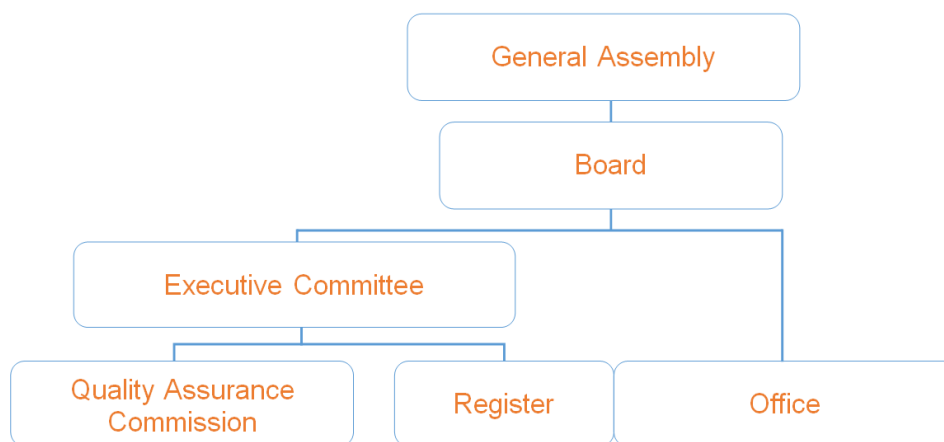 General Assembly
Board
Executive Committee
Quality Assurance
Commission
Register
Office